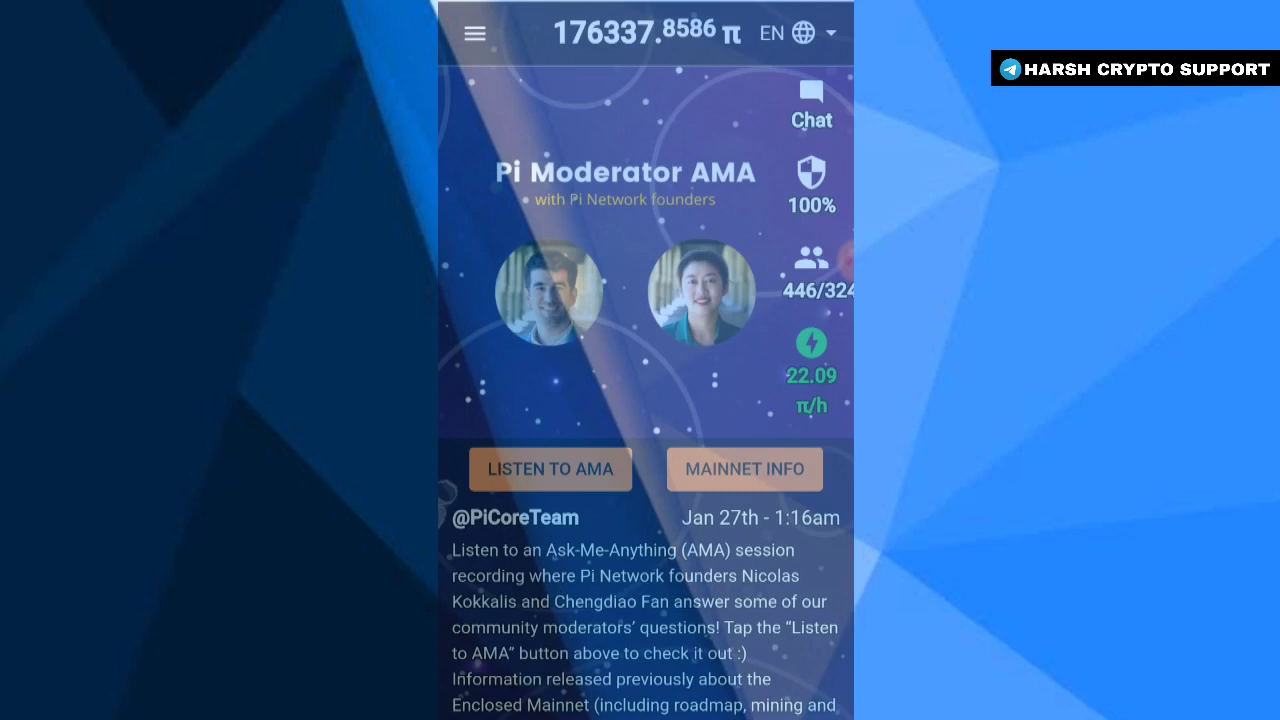 176337.8586 π EN
HARSH CRYPTO SUPPORT
Chat
Pi Moderator AMA
with Pi Network founders
100%
446/324
22.09
π/h
LISTEN TO AMA
MAINNET INFO
@PiCoreTeam Jan 27th - 1:16am
Listen to an Ask-Me-Anything (AMA) session
recording where Pi Network founders Nicolas
Kokkalis and Chengdiao Fan answer some of our
community moderators’ questions! Tap the “Listen
to AMA” button above to check it out :)
Information released previously about the
Enclosed Mainnet (including roadmap, mining and